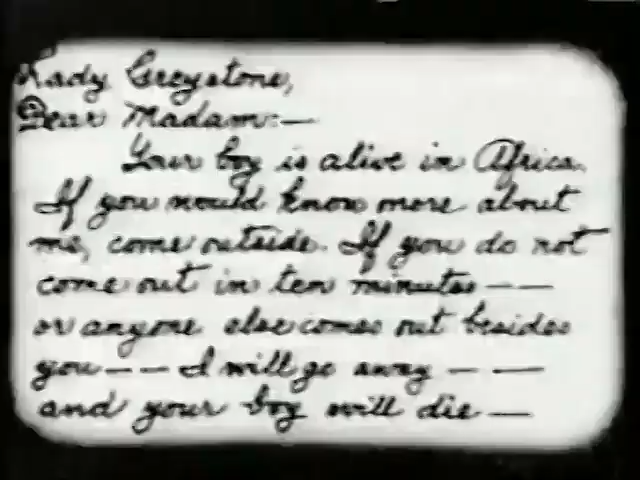 Lady Greystone,
Dear Madam:—
Your boy is alive in Africa.
If you would know more about
me, come outside. If you do not
come out in ten minutes — —
or anyone else comes out besides
you — — I will go away — —
and your boy will die —